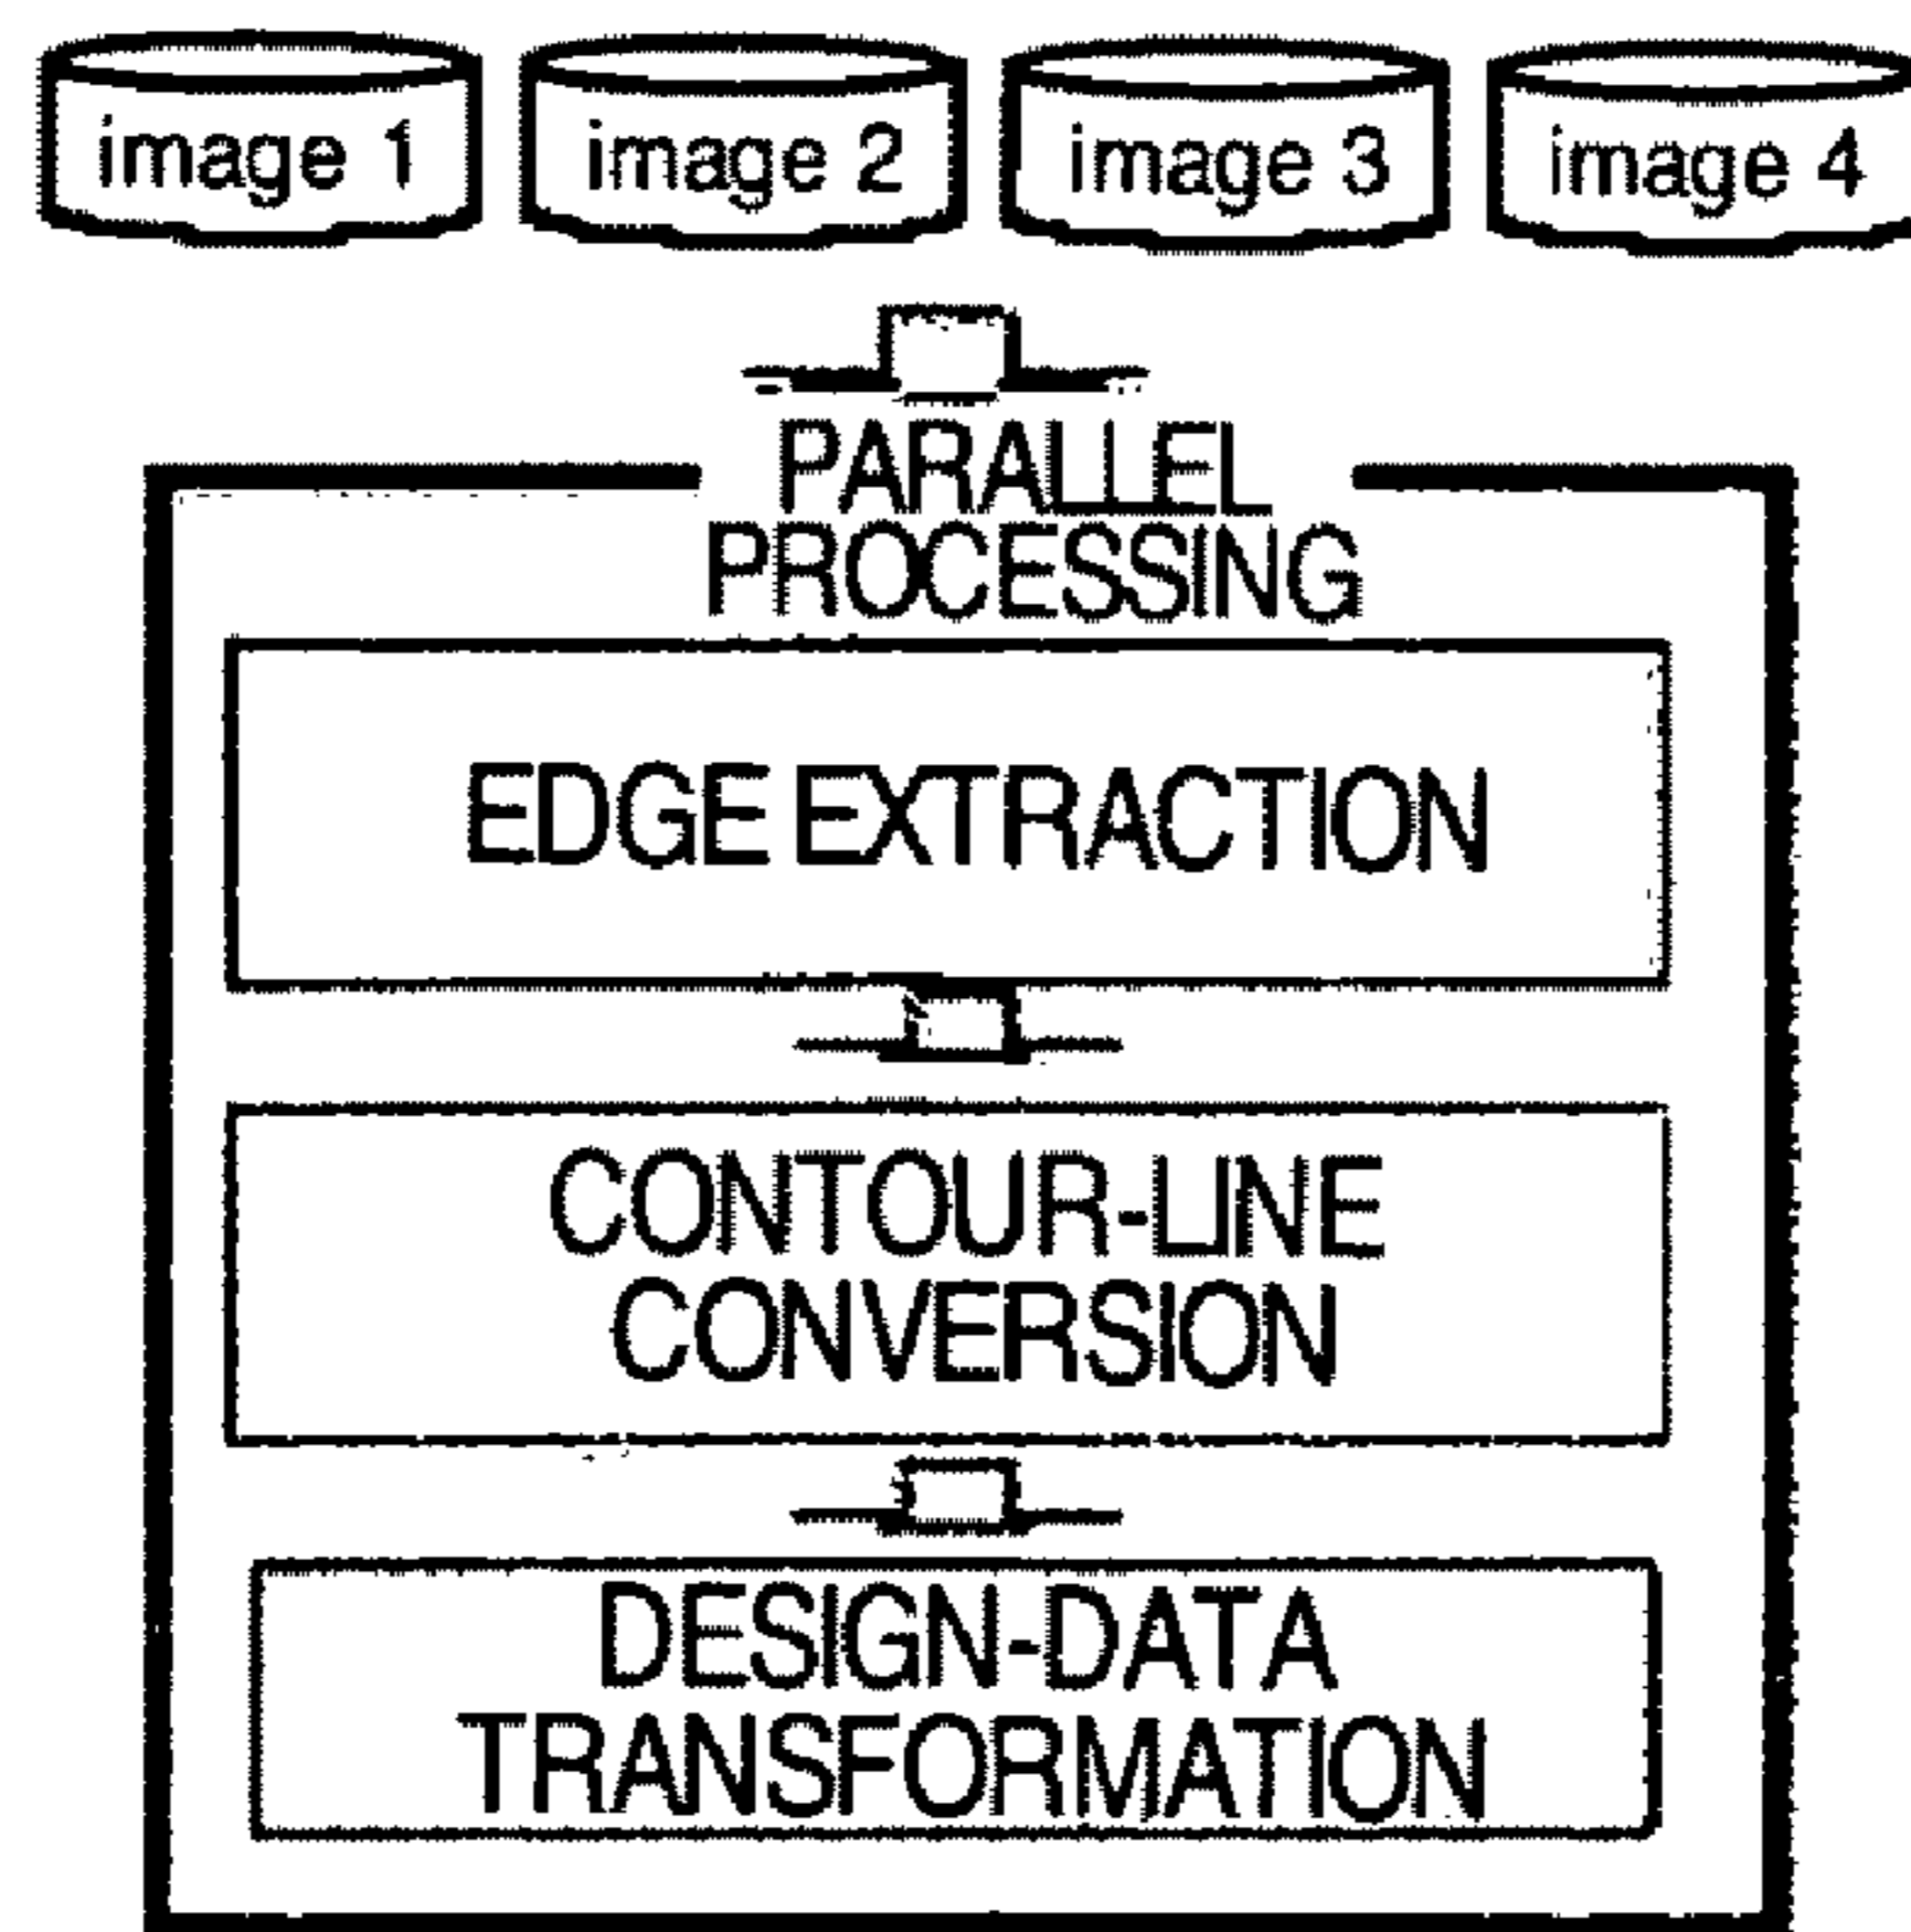 image 1 image 2 image 3 image 4
PARALLEL
PROCESSING
EDGE EXTRACTION
CONTOUR-LINE
CONVERSION
DESIGN-DATA
TRANSFORMATION